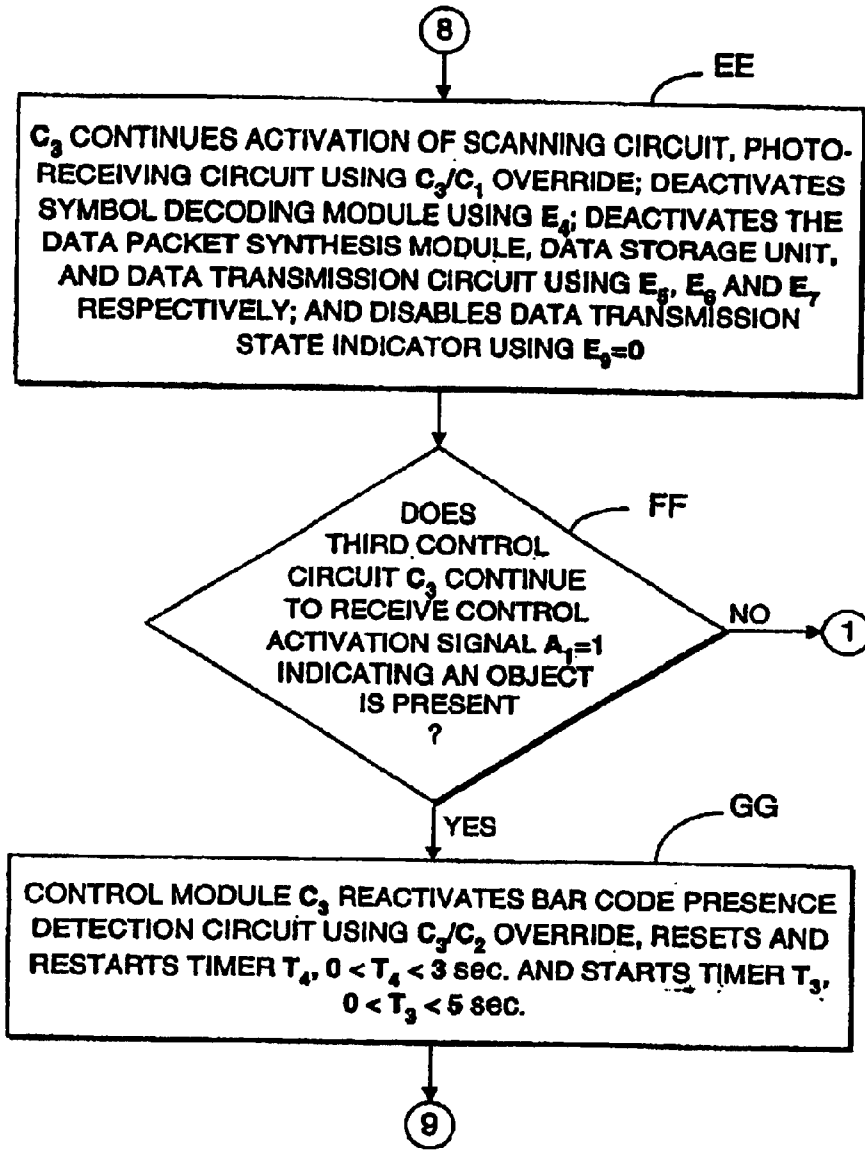 8
EE
C₃ CONTINUES ACTIVATION OF SCANNING CIRCUIT, PHOTO-
RECEIVING CIRCUIT USING C₃/C₁ OVERRIDE; DEACTIVATES
SYMBOL DECODING MODULE USING E₄; DEACTIVATES THE
DATA PACKET SYNTHESIS MODULE, DATA STORAGE UNIT,
AND DATA TRANSMISSION CIRCUIT USING E₅, E₆ AND E₇
RESPECTIVELY; AND DISABLES DATA TRANSMISSION
STATE INDICATOR USING E₉=0
FF
DOES
THIRD CONTROL
CIRCUIT C₃ CONTINUE
TO RECEIVE CONTROL
ACTIVATION SIGNAL A₁=1
INDICATING AN OBJECT
IS PRESENT
?
NO
1
YES
GG
CONTROL MODULE C₃ REACTIVATES BAR CODE PRESENCE
DETECTION CIRCUIT USING C₃/C₂ OVERRIDE, RESETS AND
RESTARTS TIMER T₄, 0 < T₄ < 3 sec. AND STARTS TIMER T₃,
0 < T₃ < 5 sec.
9